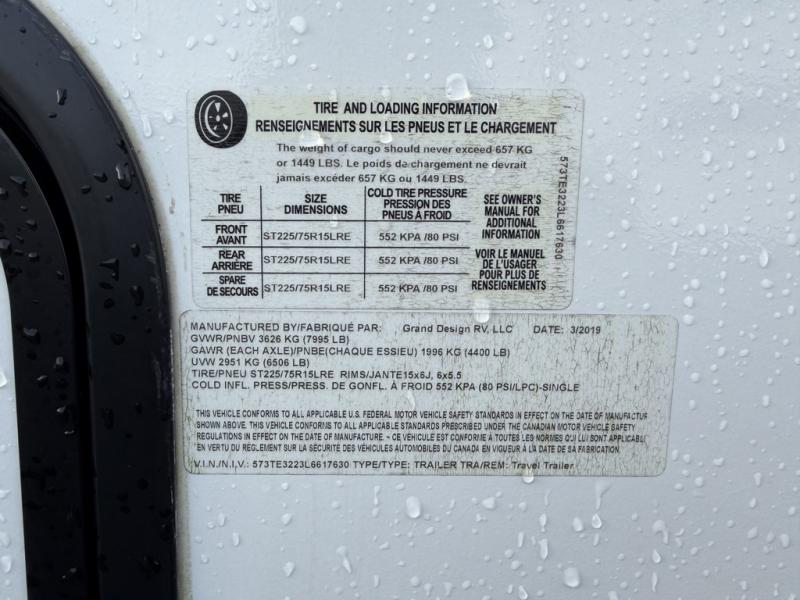 TIRE AND LOADING INFORMATION
RENSEIGNEMENTS SUR LES PNEUS ET LE CHARGEMENT
The weight of cargo should never exceed 657 KG
or 1449 LBS. Le poids da chargement ne devrait
jamais excéder 657 KG ou 1449 LBS.
TIRE PNEU
SIZE DIMENSIONS
COLD TIRE PRESSURE PRESSION DES PNEUS À FROID
FRONT AVANT ST225/75R15LRE 552 KPA /80 PSI
REAR ARRIÈRE ST225/75R15LRE 552 KPA /80 PSI
SPARE DE SECOURS ST225/75R15LRE 552 KPA /80 PSI
SEE OWNER'S
MANUAL FOR
ADDITIONAL
INFORMATION
VOIR LE MANUEL
DE L'USAGER
POUR PLUS DE
RENSEIGNEMENTS
573TE3223L6617630
MANUFACTURED BY/FABRIQUÉ PAR: Grand Design RV, LLC DATE: 3/2019
GVWR/PNBV 3626 KG (7995 LB)
GAWR (EACH AXLE)/PNBE(CHAQUE ESSIEU) 1996 KG (4400 LB)
UVW 2951 KG (6506 LB)
TIRE/PNEU ST225/75R15LRE RIMS/JANTE15x6J, 6x5.5
COLD INFL. PRESS/PRESS. DE GONFL. À FROID 552 KPA (80 PSI/LPC)-SINGLE
THIS VEHICLE CONFORMS TO ALL APPLICABLE U.S. FEDERAL MOTOR VEHICLE SAFETY STANDARDS IN EFFECT ON THE DATE OF MANUFACTUR
SHOWN ABOVE. THIS VEHICLE CONFORMS TO ALL APPLICABLE STANDARDS PRESCRIBED UNDER THE CANADIAN MOTOR VEHICLE SAFETY
REGULATIONS IN EFFECT ON THE DATE OF MANUFACTURE. - CE VÉHICULE EST CONFORME À TOUTES LES NORMES QUI LUI SONT APPLICABLE
EN VERTU DU RÈGLEMENT SUR LA SÉCURITÉ DES VÉHICULES AUTOMOBILES DU CANADA EN VIGUEUR À LA DATE DE SA FABRICATION.
V.I.N./N.I.V.: 573TE3223L6617630 TYPE/TYPE: TRAILER TRA/REM: Travel Trailer